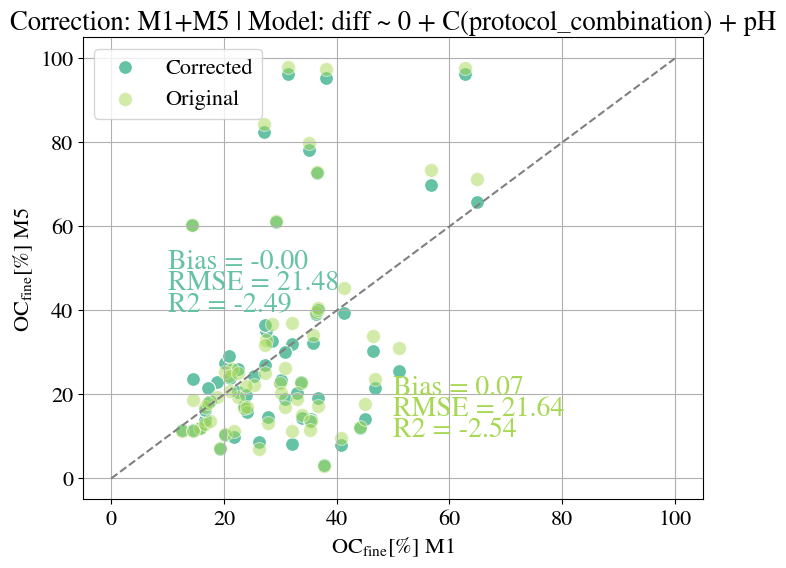 Correction: M1+M5 | Model: diff ~ 0 + C(protocol_combination) + pH
100
80
60
40
20
0
OCfine[%] M5
Corrected
Original
Bias = -0.00
RMSE = 21.48
R2 = -2.49
Bias = 0.07
RMSE = 21.64
R2 = -2.54
0 20 40 60 80 100
OCfine[%] M1